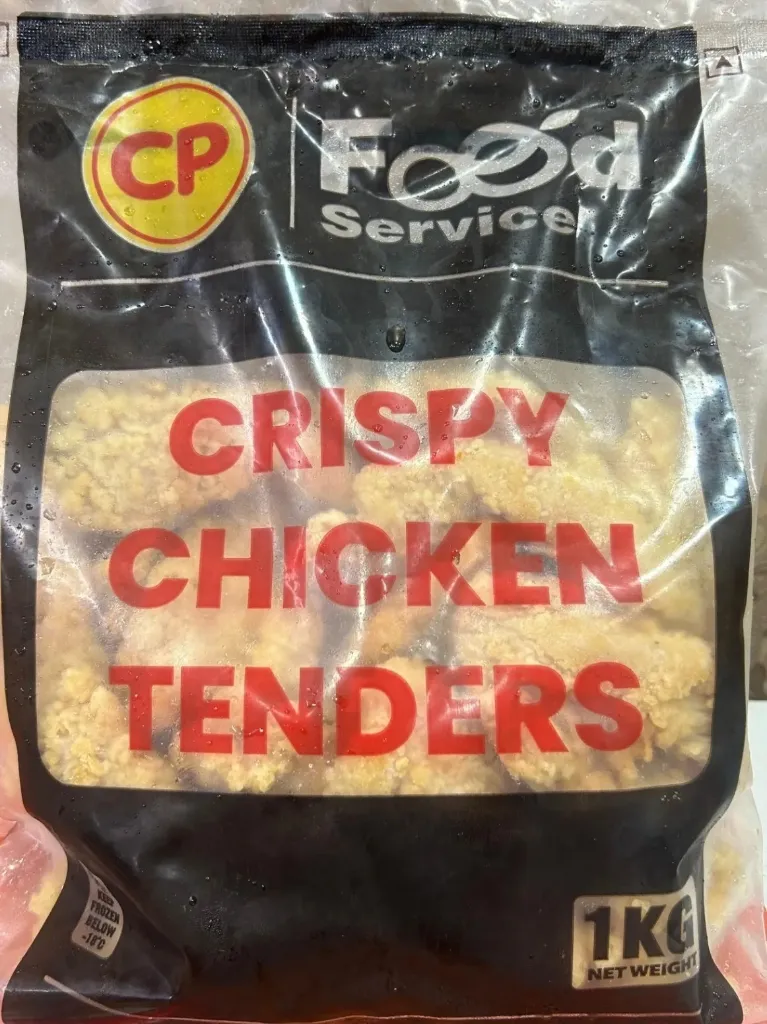 CP
Food
Service
CRISPY
CHICKEN
TENDERS
KEEP
FROZEN
BELOW
-18°C
1KG
NET WEIGHT